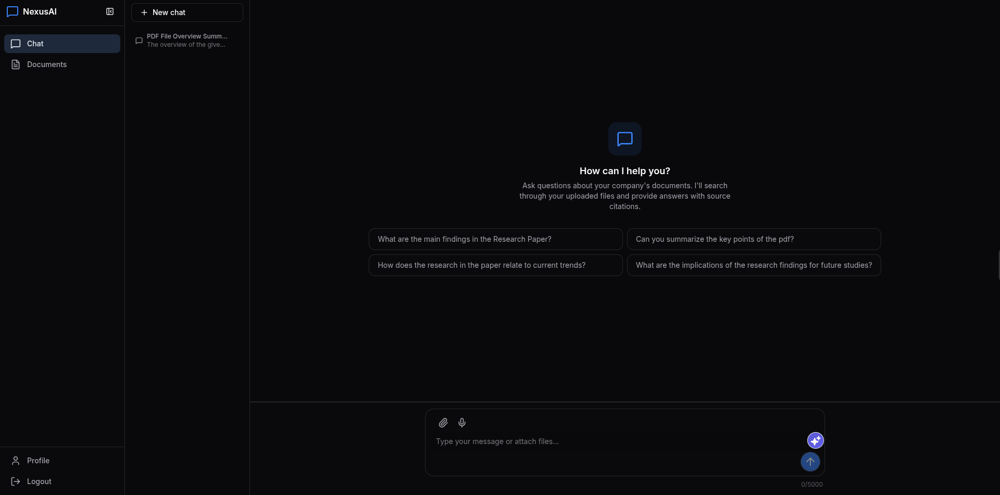 NexusAI
Chat
Documents
Profile
Logout
New chat
PDF File Overview Summ...
The overview of the give...
How can I help you?
Ask questions about your company's documents. I'll search
through your uploaded files and provide answers with source
citations.
What are the main findings in the Research Paper?
Can you summarize the key points of the pdf?
How does the research in the paper relate to current trends?
What are the implications of the research findings for future studies?
Type your message or attach files...
0/5000